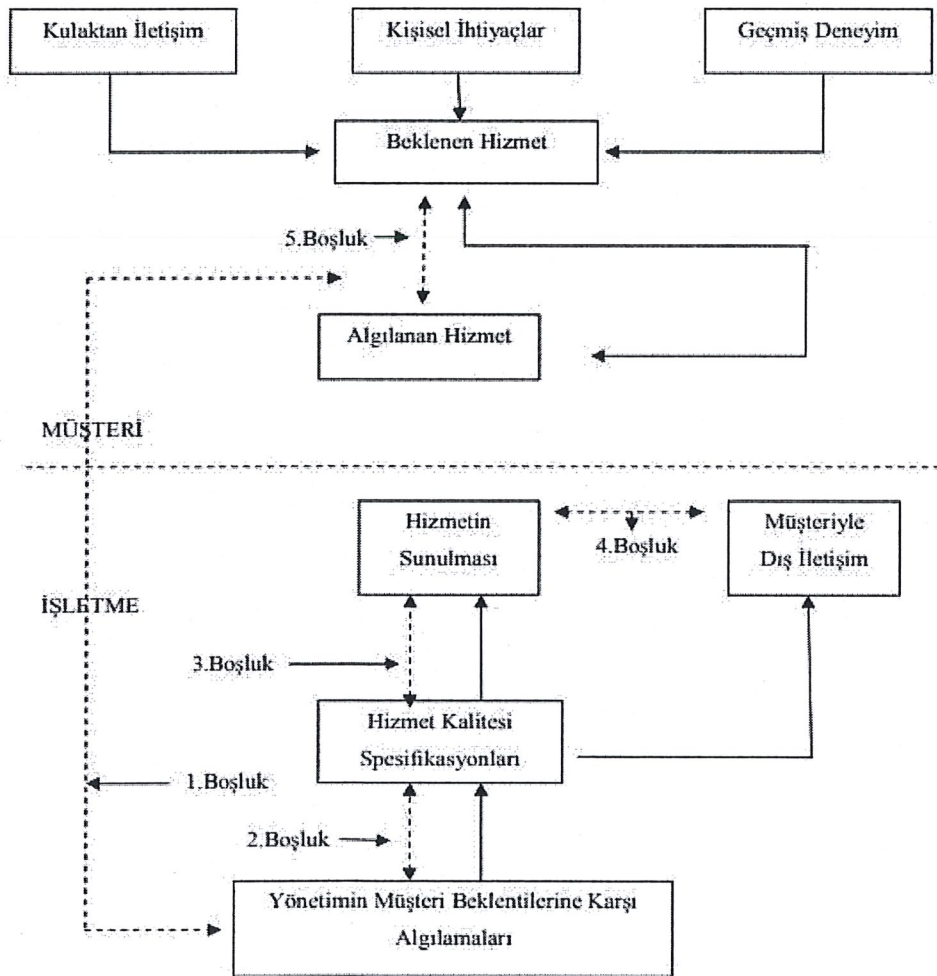 Kulaktan İletişim
Kişisel İhtiyaçlar
Geçmiş Deneyim
Beklenen Hizmet
5.Boşluk
Algılanan Hizmet
MÜŞTERİ
Hizmetin
Sunulması
4.Boşluk
Müşteriyle
Dış İletişim
İŞLETME
3.Boşluk
Hizmet Kalitesi
Spesifikasyonları
1.Boşluk
2.Boşluk
Yönetimin Müşteri Beklentilerine Karşı
Algılamaları